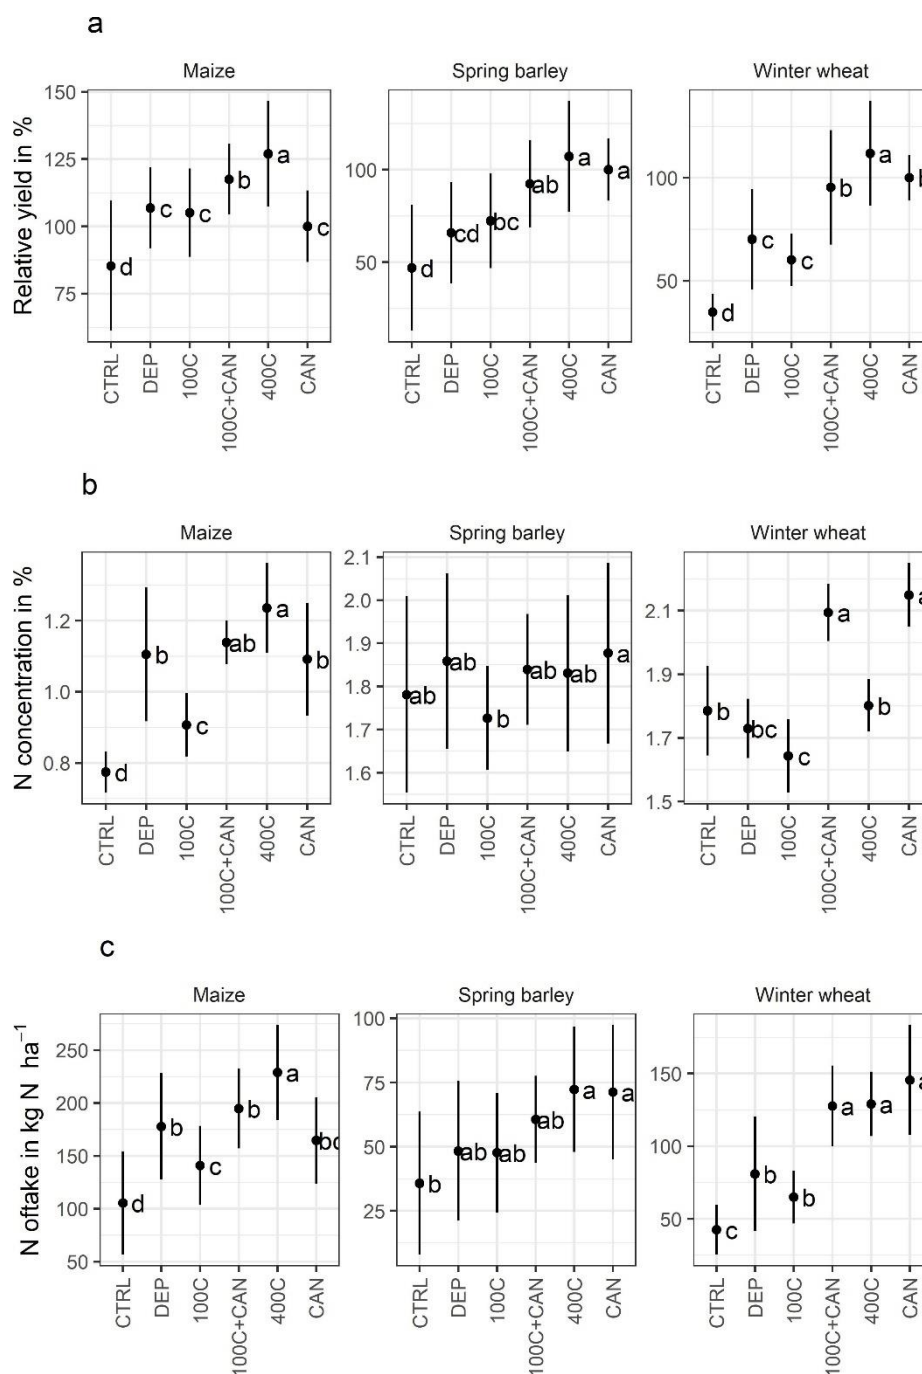 a
Maize Spring barley Winter wheat
Relative yield in %
150
125
100
75
d c c b a c
CTRL DEP 100C 100C+CAN 400C CAN
100
50
d cd bc ab a a
CTRL DEP 100C 100C+CAN 400C CAN
100
50
d c c b a
CTRL DEP 100C 100C+CAN 400C CAN
b
Maize Spring barley Winter wheat
N concentration in %
1.2
1.0
0.8
d b c ab a b
CTRL DEP 100C 100C+CAN 400C CAN
2.1
2.0
1.9
1.8
1.7
1.6
ab ab b ab ab a
CTRL DEP 100C 100C+CAN 400C CAN
2.1
1.9
1.7
1.5
b bc c a b a
CTRL DEP 100C 100C+CAN 400C CAN
c
Maize Spring barley Winter wheat
N oftake in kg N ha⁻¹
250
200
150
100
50
d b c b a bc
CTRL DEP 100C 100C+CAN 400C CAN
100
75
50
25
b ab ab ab a a
CTRL DEP 100C 100C+CAN 400C CAN
150
100
50
c b b a a a
CTRL DEP 100C 100C+CAN 400C CAN